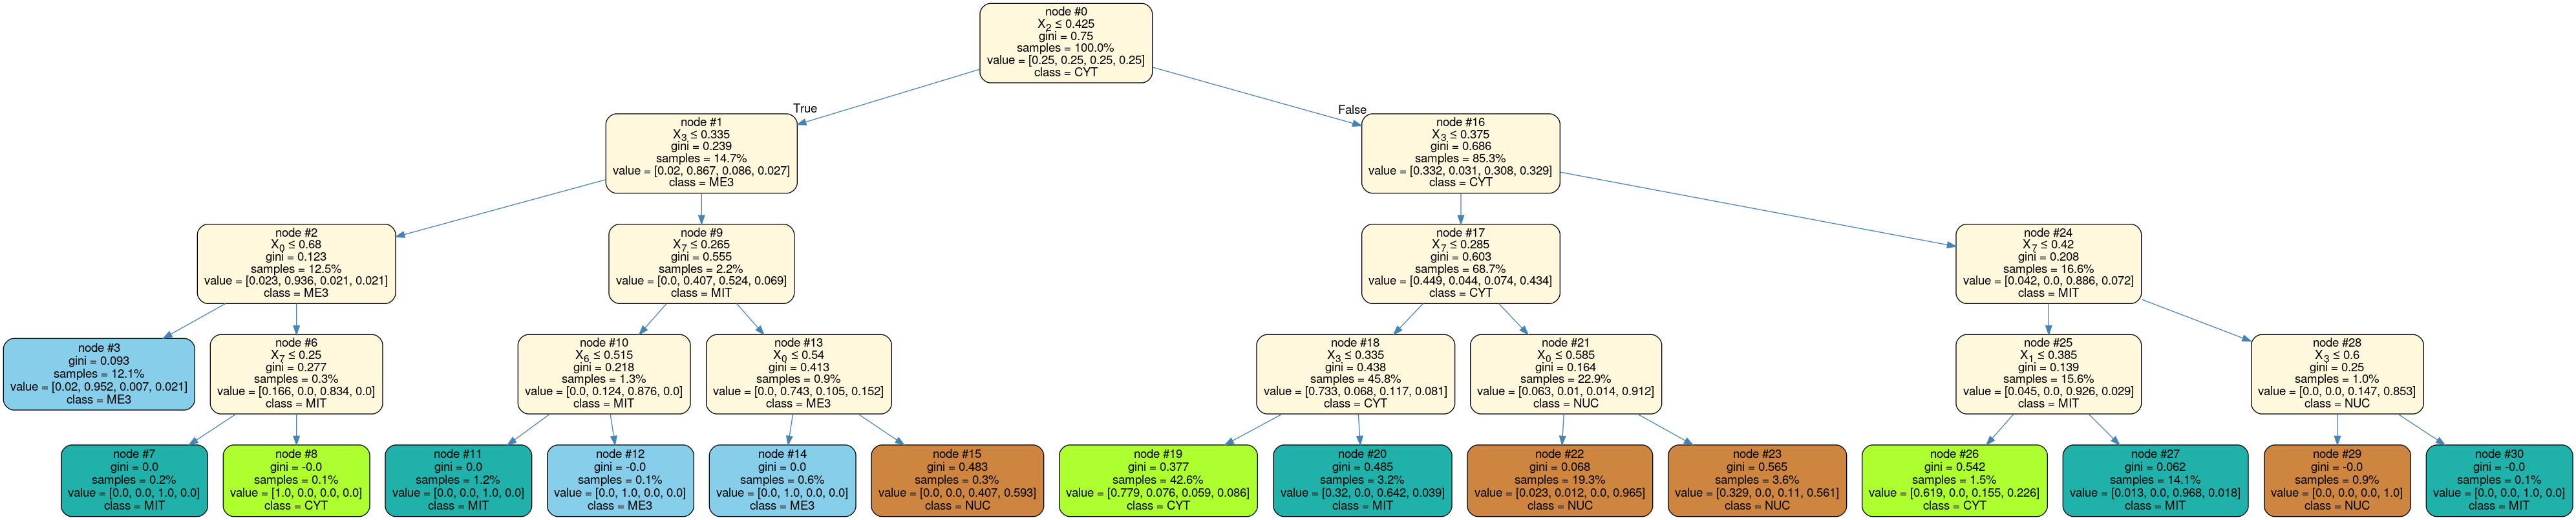 node #0
X2 ≤ 0.425
gini = 0.75
samples = 100.0%
value = [0.25, 0.25, 0.25, 0.25]
class = CYT
True
False
node #1
X3 ≤ 0.335
gini = 0.239
samples = 14.7%
value = [0.02, 0.867, 0.086, 0.027]
class = ME3
node #16
X3 ≤ 0.375
gini = 0.686
samples = 85.3%
value = [0.332, 0.031, 0.308, 0.329]
class = CYT
node #2
X0 ≤ 0.68
gini = 0.123
samples = 12.5%
value = [0.023, 0.936, 0.021, 0.021]
class = ME3
node #9
X7 ≤ 0.265
gini = 0.555
samples = 2.2%
value = [0.0, 0.407, 0.524, 0.069]
class = MIT
node #17
X7 ≤ 0.285
gini = 0.603
samples = 68.7%
value = [0.449, 0.044, 0.074, 0.434]
class = CYT
node #24
X7 ≤ 0.42
gini = 0.208
samples = 16.6%
value = [0.042, 0.0, 0.886, 0.072]
class = MIT
node #3
gini = 0.093
samples = 12.1%
value = [0.02, 0.952, 0.007, 0.021]
class = ME3
node #6
X7 ≤ 0.25
gini = 0.277
samples = 0.3%
value = [0.166, 0.0, 0.834, 0.0]
class = MIT
node #10
X6 ≤ 0.515
gini = 0.218
samples = 1.3%
value = [0.0, 0.124, 0.876, 0.0]
class = MIT
node #13
X0 ≤ 0.54
gini = 0.413
samples = 0.9%
value = [0.0, 0.743, 0.105, 0.152]
class = ME3
node #18
X3 ≤ 0.335
gini = 0.438
samples = 45.8%
value = [0.733, 0.068, 0.117, 0.081]
class = CYT
node #21
X0 ≤ 0.585
gini = 0.164
samples = 22.9%
value = [0.063, 0.01, 0.014, 0.912]
class = NUC
node #25
X1 ≤ 0.385
gini = 0.139
samples = 15.6%
value = [0.045, 0.0, 0.926, 0.029]
class = MIT
node #28
X3 ≤ 0.6
gini = 0.25
samples = 1.0%
value = [0.0, 0.0, 0.147, 0.853]
class = NUC
node #7
gini = 0.0
samples = 0.2%
value = [0.0, 0.0, 1.0, 0.0]
class = MIT
node #8
gini = -0.0
samples = 0.1%
value = [1.0, 0.0, 0.0, 0.0]
class = CYT
node #11
gini = 0.0
samples = 1.2%
value = [0.0, 0.0, 1.0, 0.0]
class = MIT
node #12
gini = -0.0
samples = 0.1%
value = [0.0, 1.0, 0.0, 0.0]
class = ME3
node #14
gini = 0.0
samples = 0.6%
value = [0.0, 1.0, 0.0, 0.0]
class = ME3
node #15
gini = 0.483
samples = 0.3%
value = [0.0, 0.0, 0.407, 0.593]
class = NUC
node #19
gini = 0.377
samples = 42.6%
value = [0.779, 0.076, 0.059, 0.086]
class = CYT
node #20
gini = 0.485
samples = 3.2%
value = [0.32, 0.0, 0.642, 0.039]
class = MIT
node #22
gini = 0.068
samples = 19.3%
value = [0.023, 0.012, 0.0, 0.965]
class = NUC
node #23
gini = 0.565
samples = 3.6%
value = [0.329, 0.0, 0.11, 0.561]
class = NUC
node #26
gini = 0.542
samples = 1.5%
value = [0.619, 0.0, 0.155, 0.226]
class = CYT
node #27
gini = 0.062
samples = 14.1%
value = [0.013, 0.0, 0.968, 0.018]
class = MIT
node #29
gini = -0.0
samples = 0.9%
value = [0.0, 0.0, 0.0, 1.0]
class = NUC
node #30
gini = -0.0
samples = 0.1%
value = [0.0, 0.0, 1.0, 0.0]
class = MIT